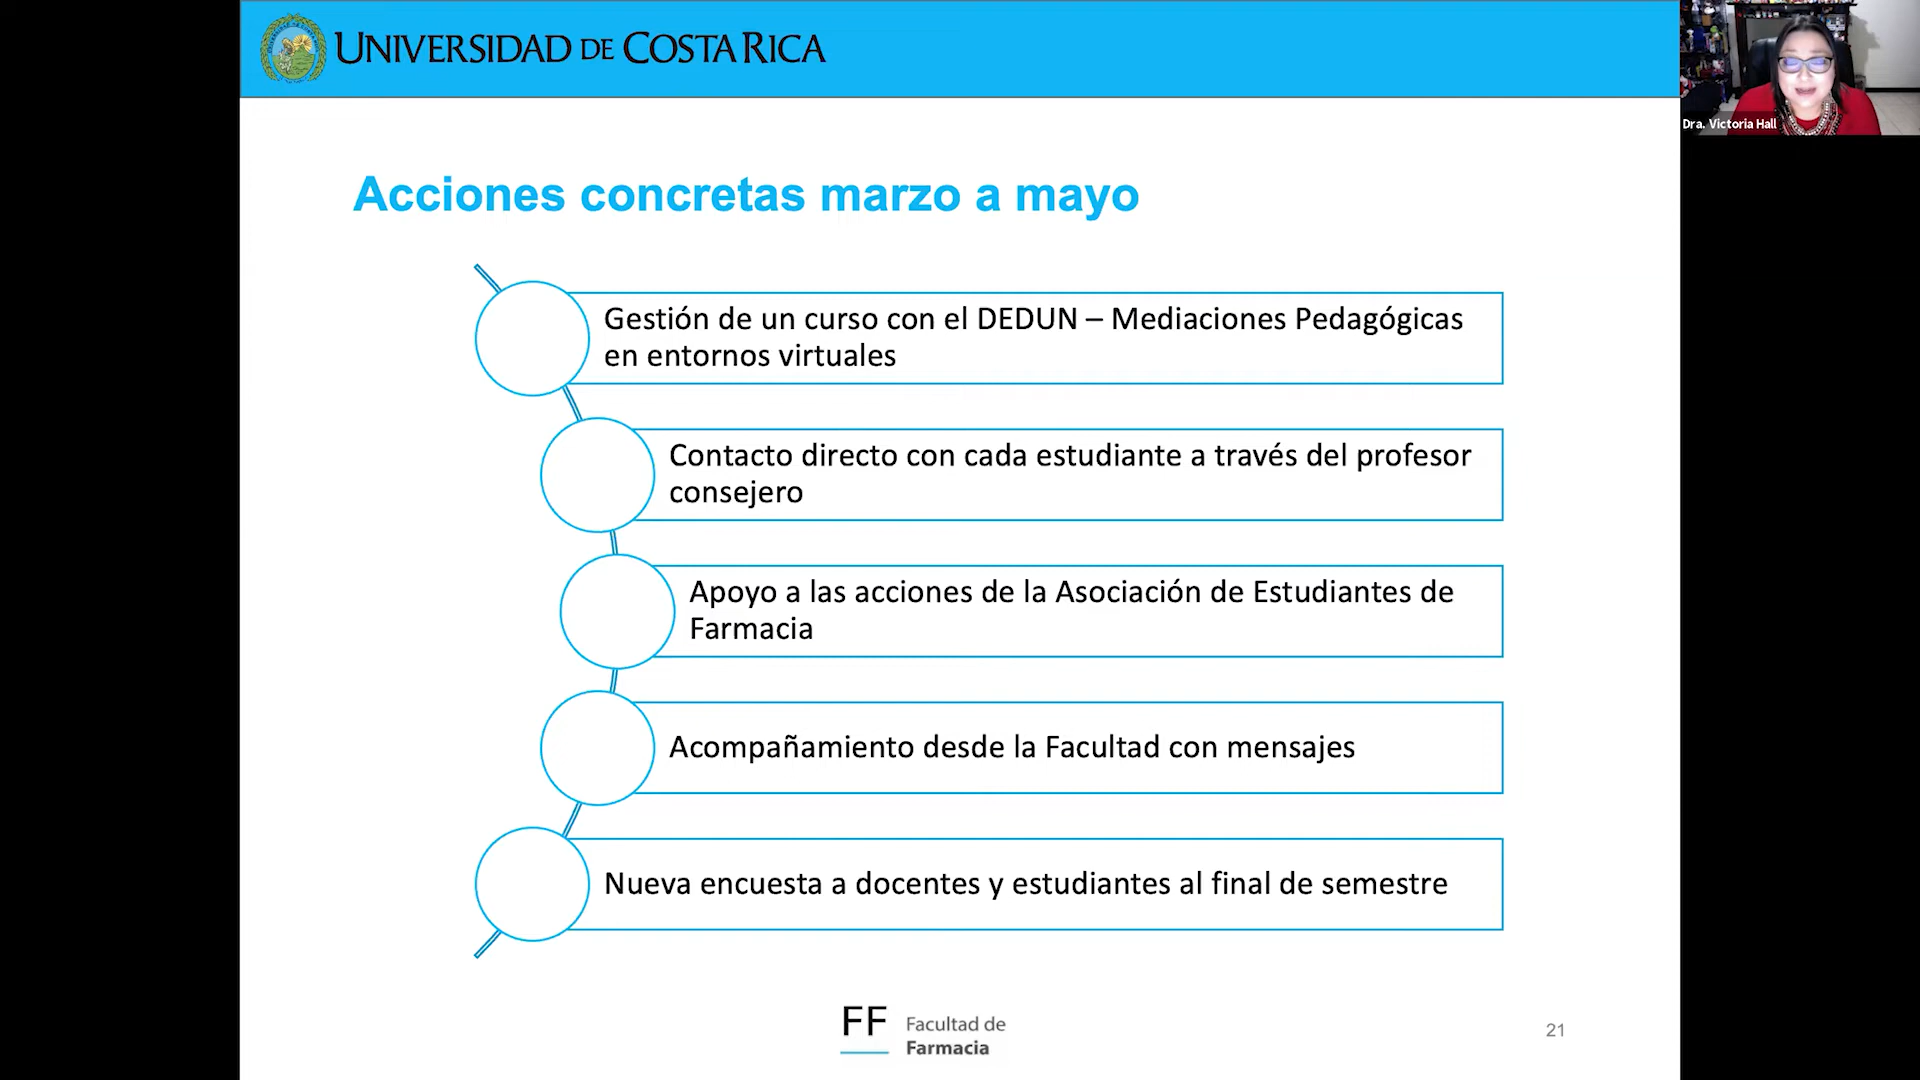 UNIVERSIDAD DE COSTA RICA
Dra. Victoria Hall
Acciones concretas marzo a mayo
Gestión de un curso con el DEDUN – Mediaciones Pedagógicas
en entornos virtuales
Contacto directo con cada estudiante a través del profesor
consejero
Apoyo a las acciones de la Asociación de Estudiantes de
Farmacia
Acompañamiento desde la Facultad con mensajes
Nueva encuesta a docentes y estudiantes al final de semestre
FF
Facultad de
Farmacia
21